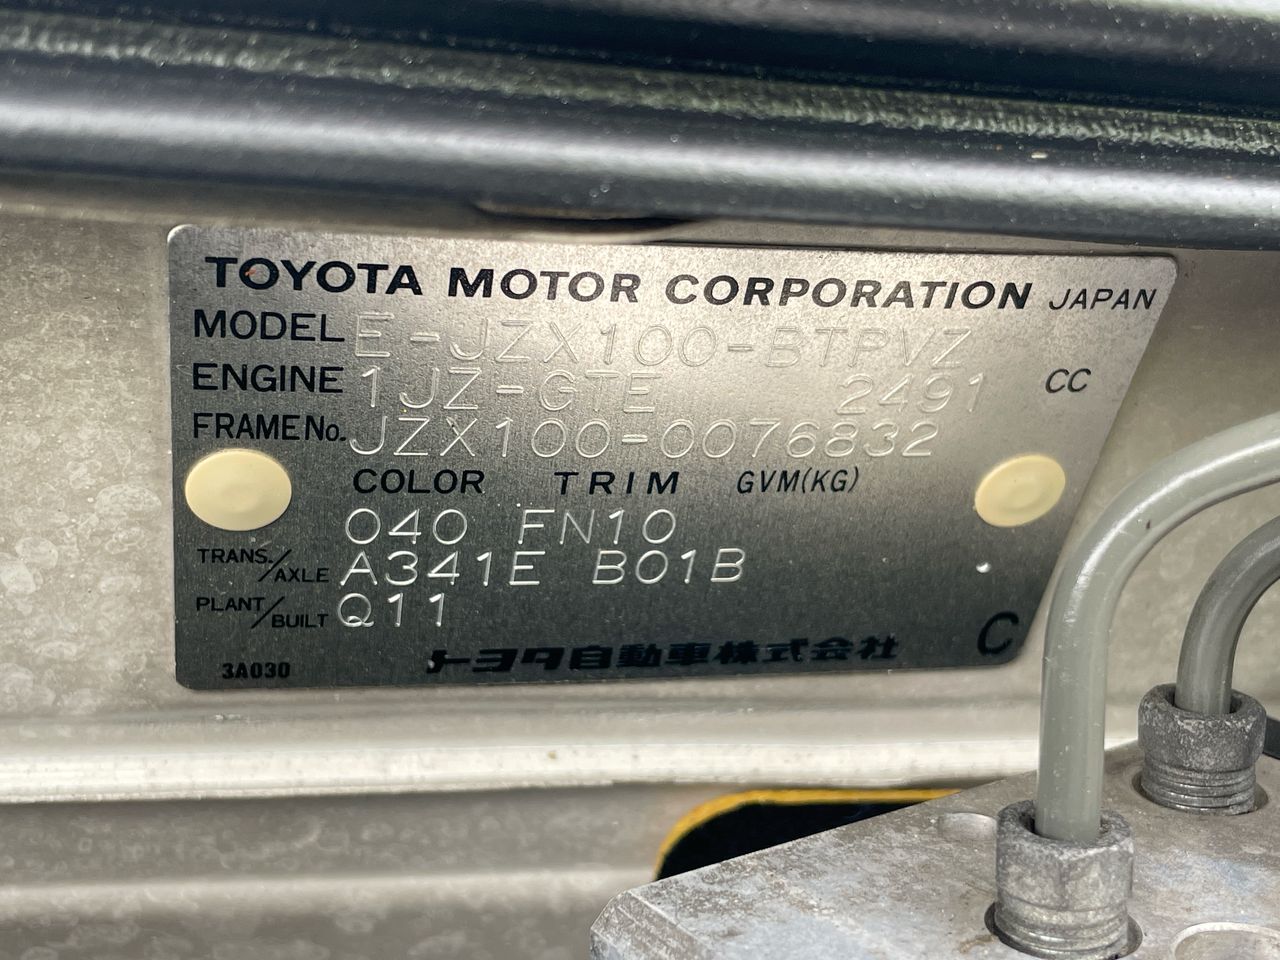 TOYOTA MOTOR CORPORATION JAPAN
MODEL E-JZX100-BTPVZ
ENGINE 1JZ-GTE 2491 CC
FRAME No. JZX100-0076832
COLOR TRIM GVM(KG)
040 FN10
TRANS./AXLE A341E B01B
PLANT/BUILT Q11
3A030 トヨタ自動車株式会社 C